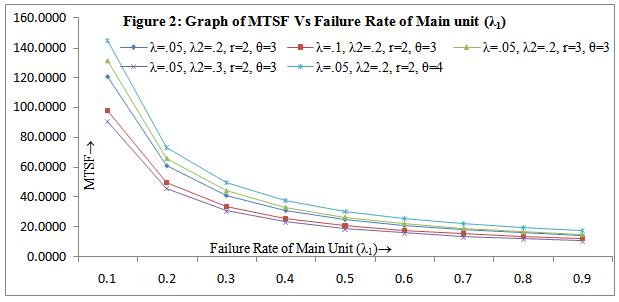 Figure 2: Graph of MTSF Vs Failure Rate of Main unit (λ₁)
λ=.05, λ2=.2, r=2, θ=3
λ=.1, λ2=.2, r=2, θ=3
λ=.05, λ2=.2, r=3, θ=3
λ=.05, λ2=.3, r=2, θ=3
λ=.05, λ2=.2, r=2, θ=4
160.0000
140.0000
120.0000
100.0000
80.0000
60.0000
40.0000
20.0000
0.0000
MTSF→
Failure Rate of Main Unit (λ₁)→
0.1 0.2 0.3 0.4 0.5 0.6 0.7 0.8 0.9